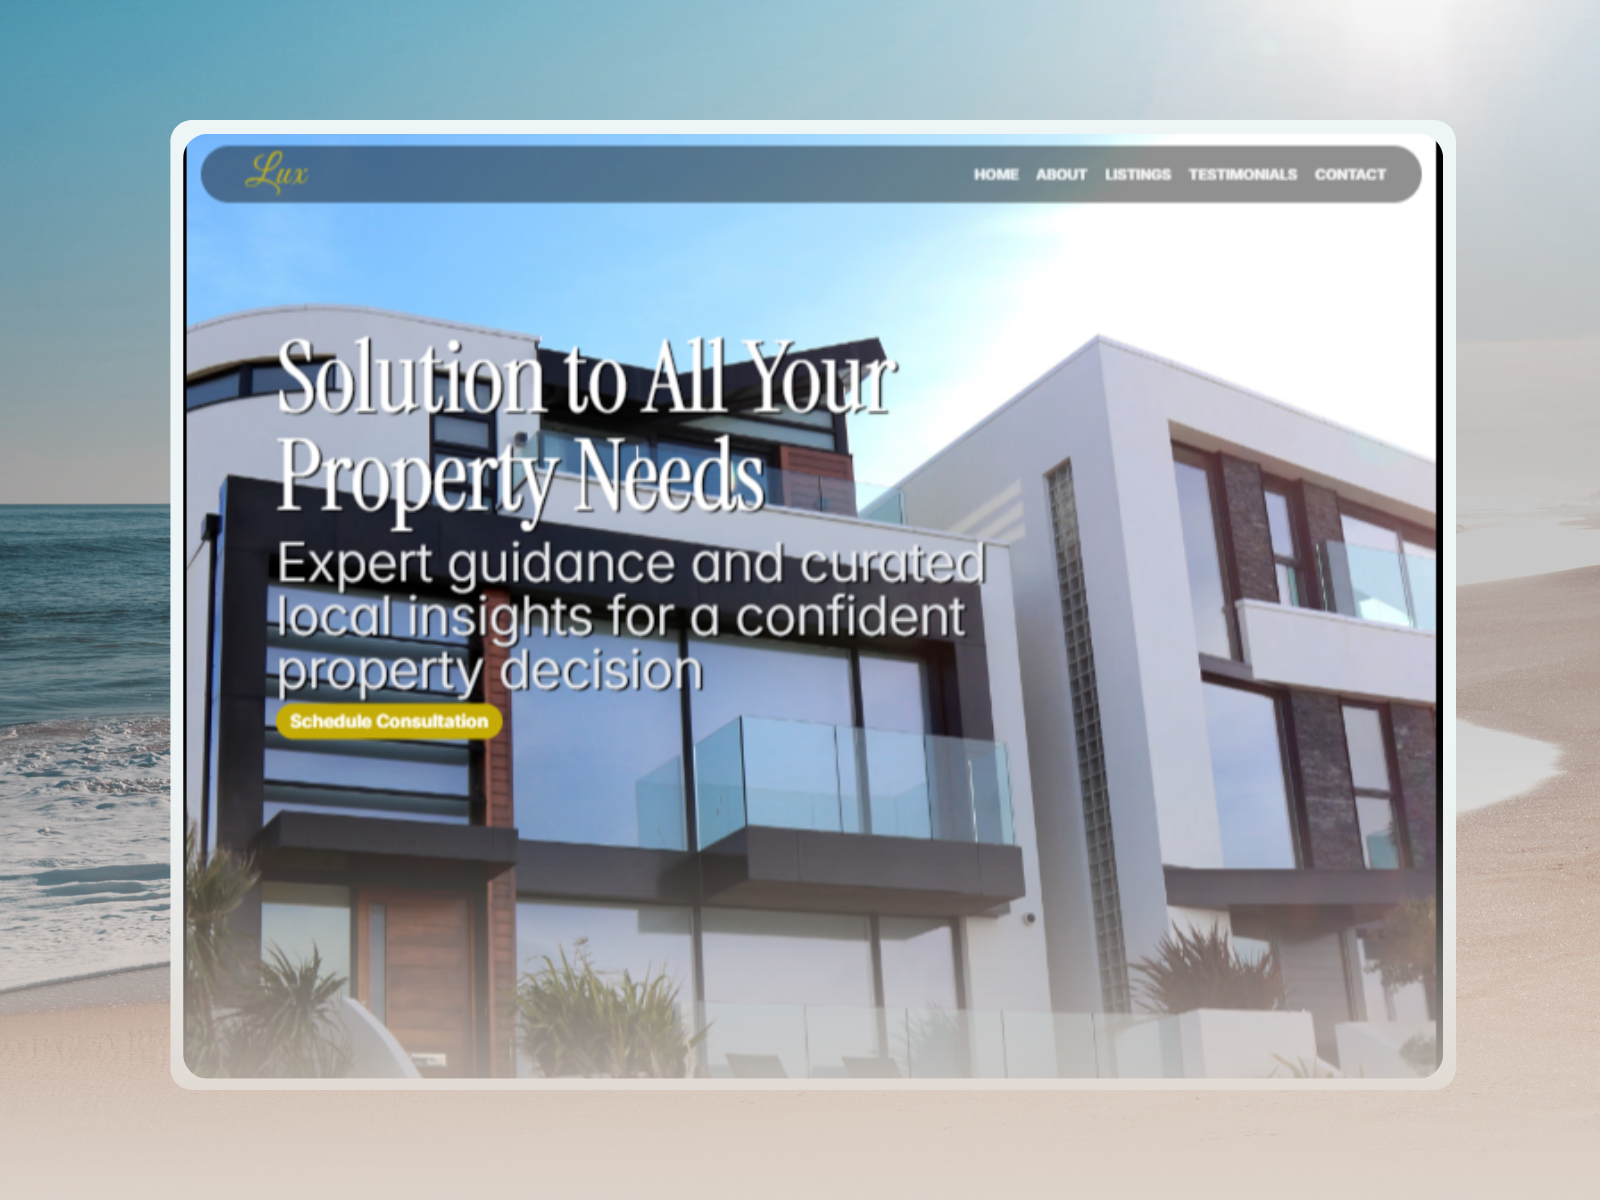 Lux
HOME ABOUT LISTINGS TESTIMONIALS CONTACT
Solution to All Your
Property Needs
Expert guidance and curated
local insights for a confident
property decision
Schedule Consultation